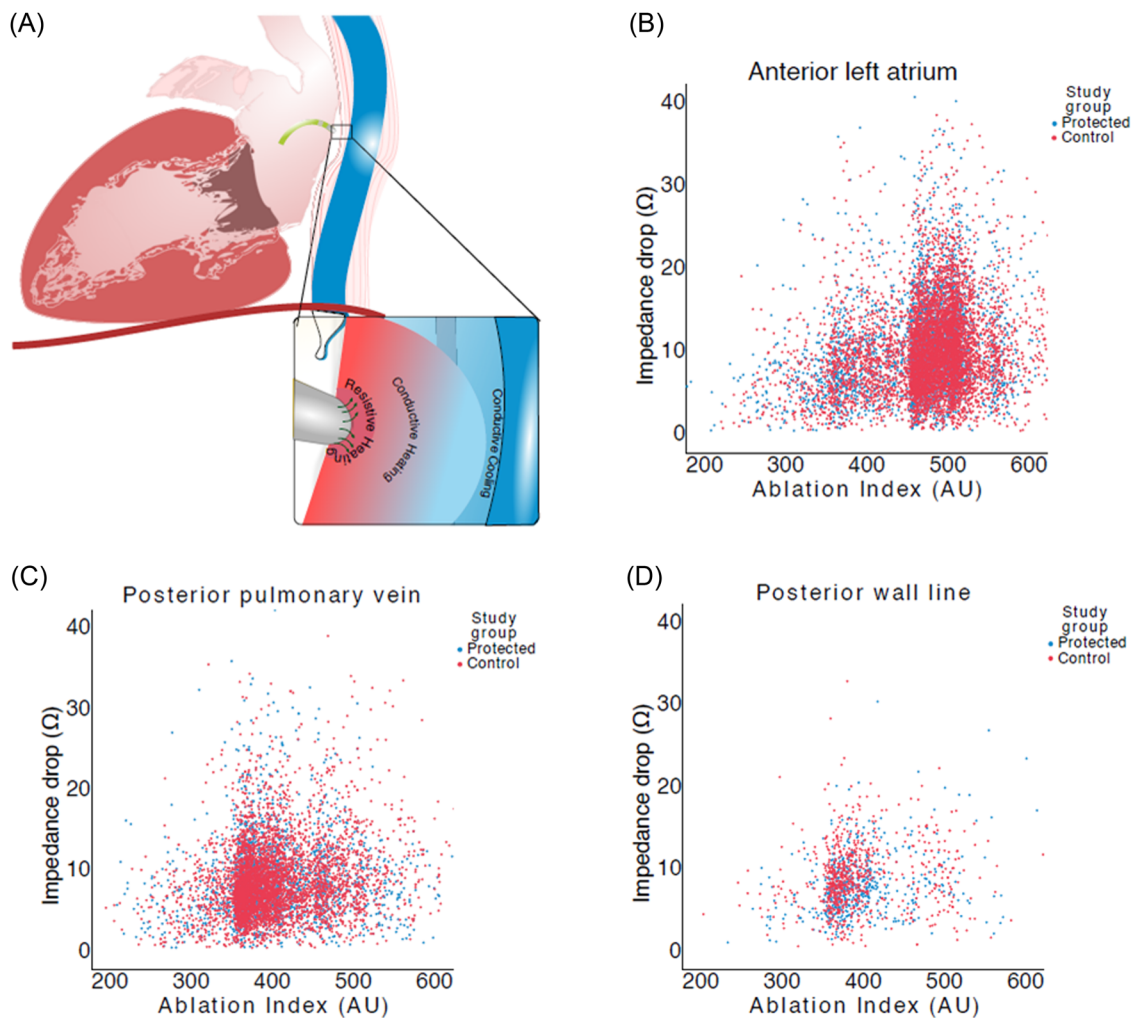 (A)
Resistive Heating
Conductive Heating
Conductive Cooling
(B)
Anterior left atrium
Study
group
Protected
Control
40
30
20
10
0
Impedance drop (Ω)
200 300 400 500 600
Ablation Index (AU)
(C)
Posterior pulmonary vein
Study
group
Protected
Control
40
30
20
10
0
Impedance drop (Ω)
200 300 400 500 600
Ablation Index (AU)
(D)
Posterior wall line
Study
group
Protected
Control
40
30
20
10
0
Impedance drop (Ω)
200 300 400 500 600
Ablation Index (AU)